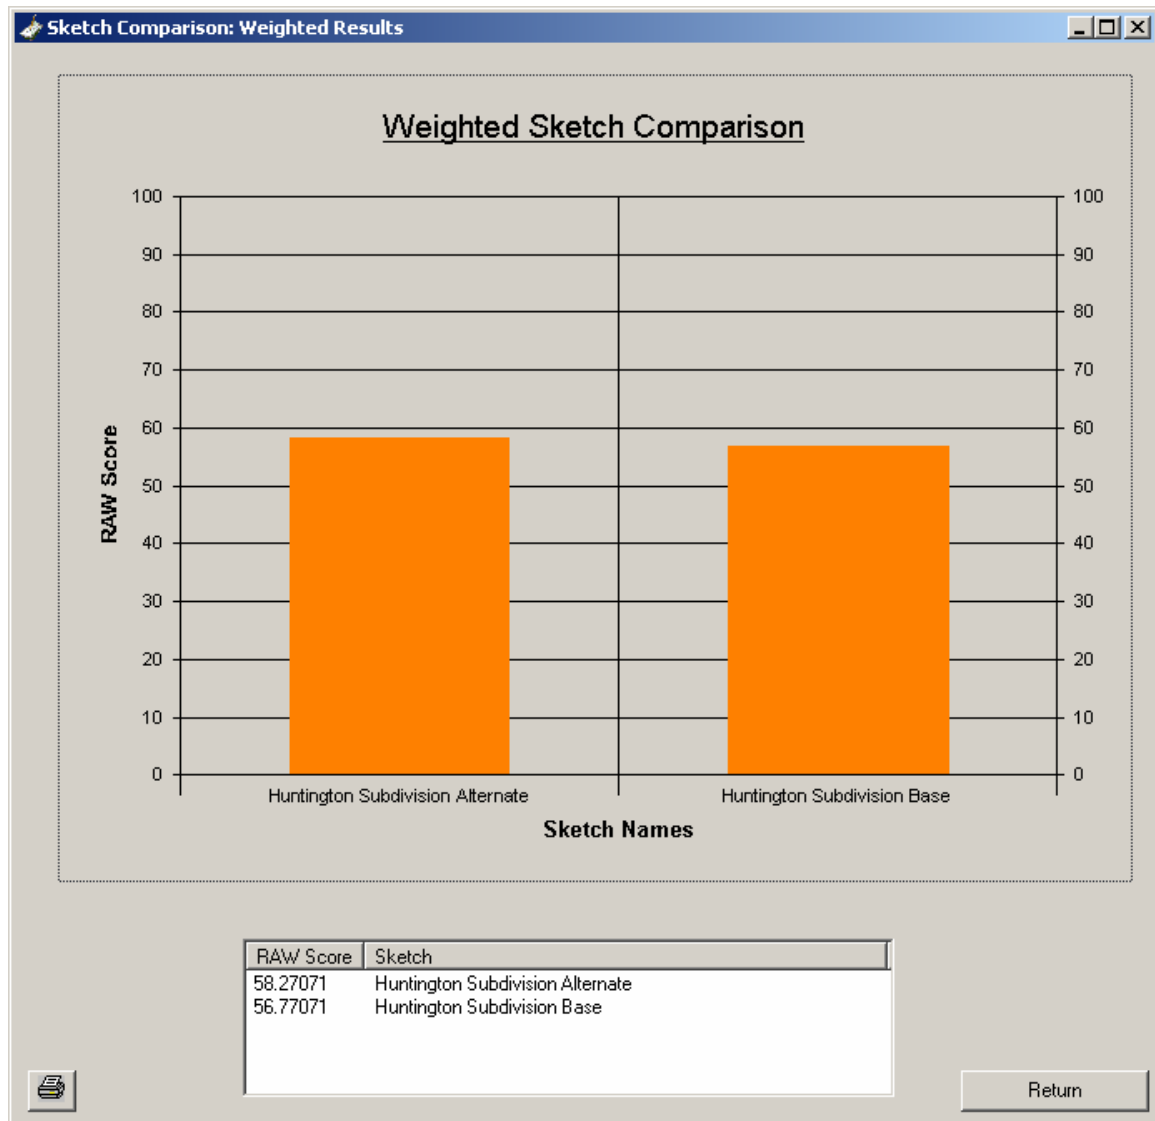 Sketch Comparison: Weighted Results
Weighted Sketch Comparison
100 100
90 90
80 80
70 70
60 60
50 50
40 40
30 30
20 20
10 10
0 0
RAW Score
Huntington Subdivision Alternate Huntington Subdivision Base
Sketch Names
RAW Score Sketch
58.27071 Huntington Subdivision Alternate
56.77071 Huntington Subdivision Base
Return